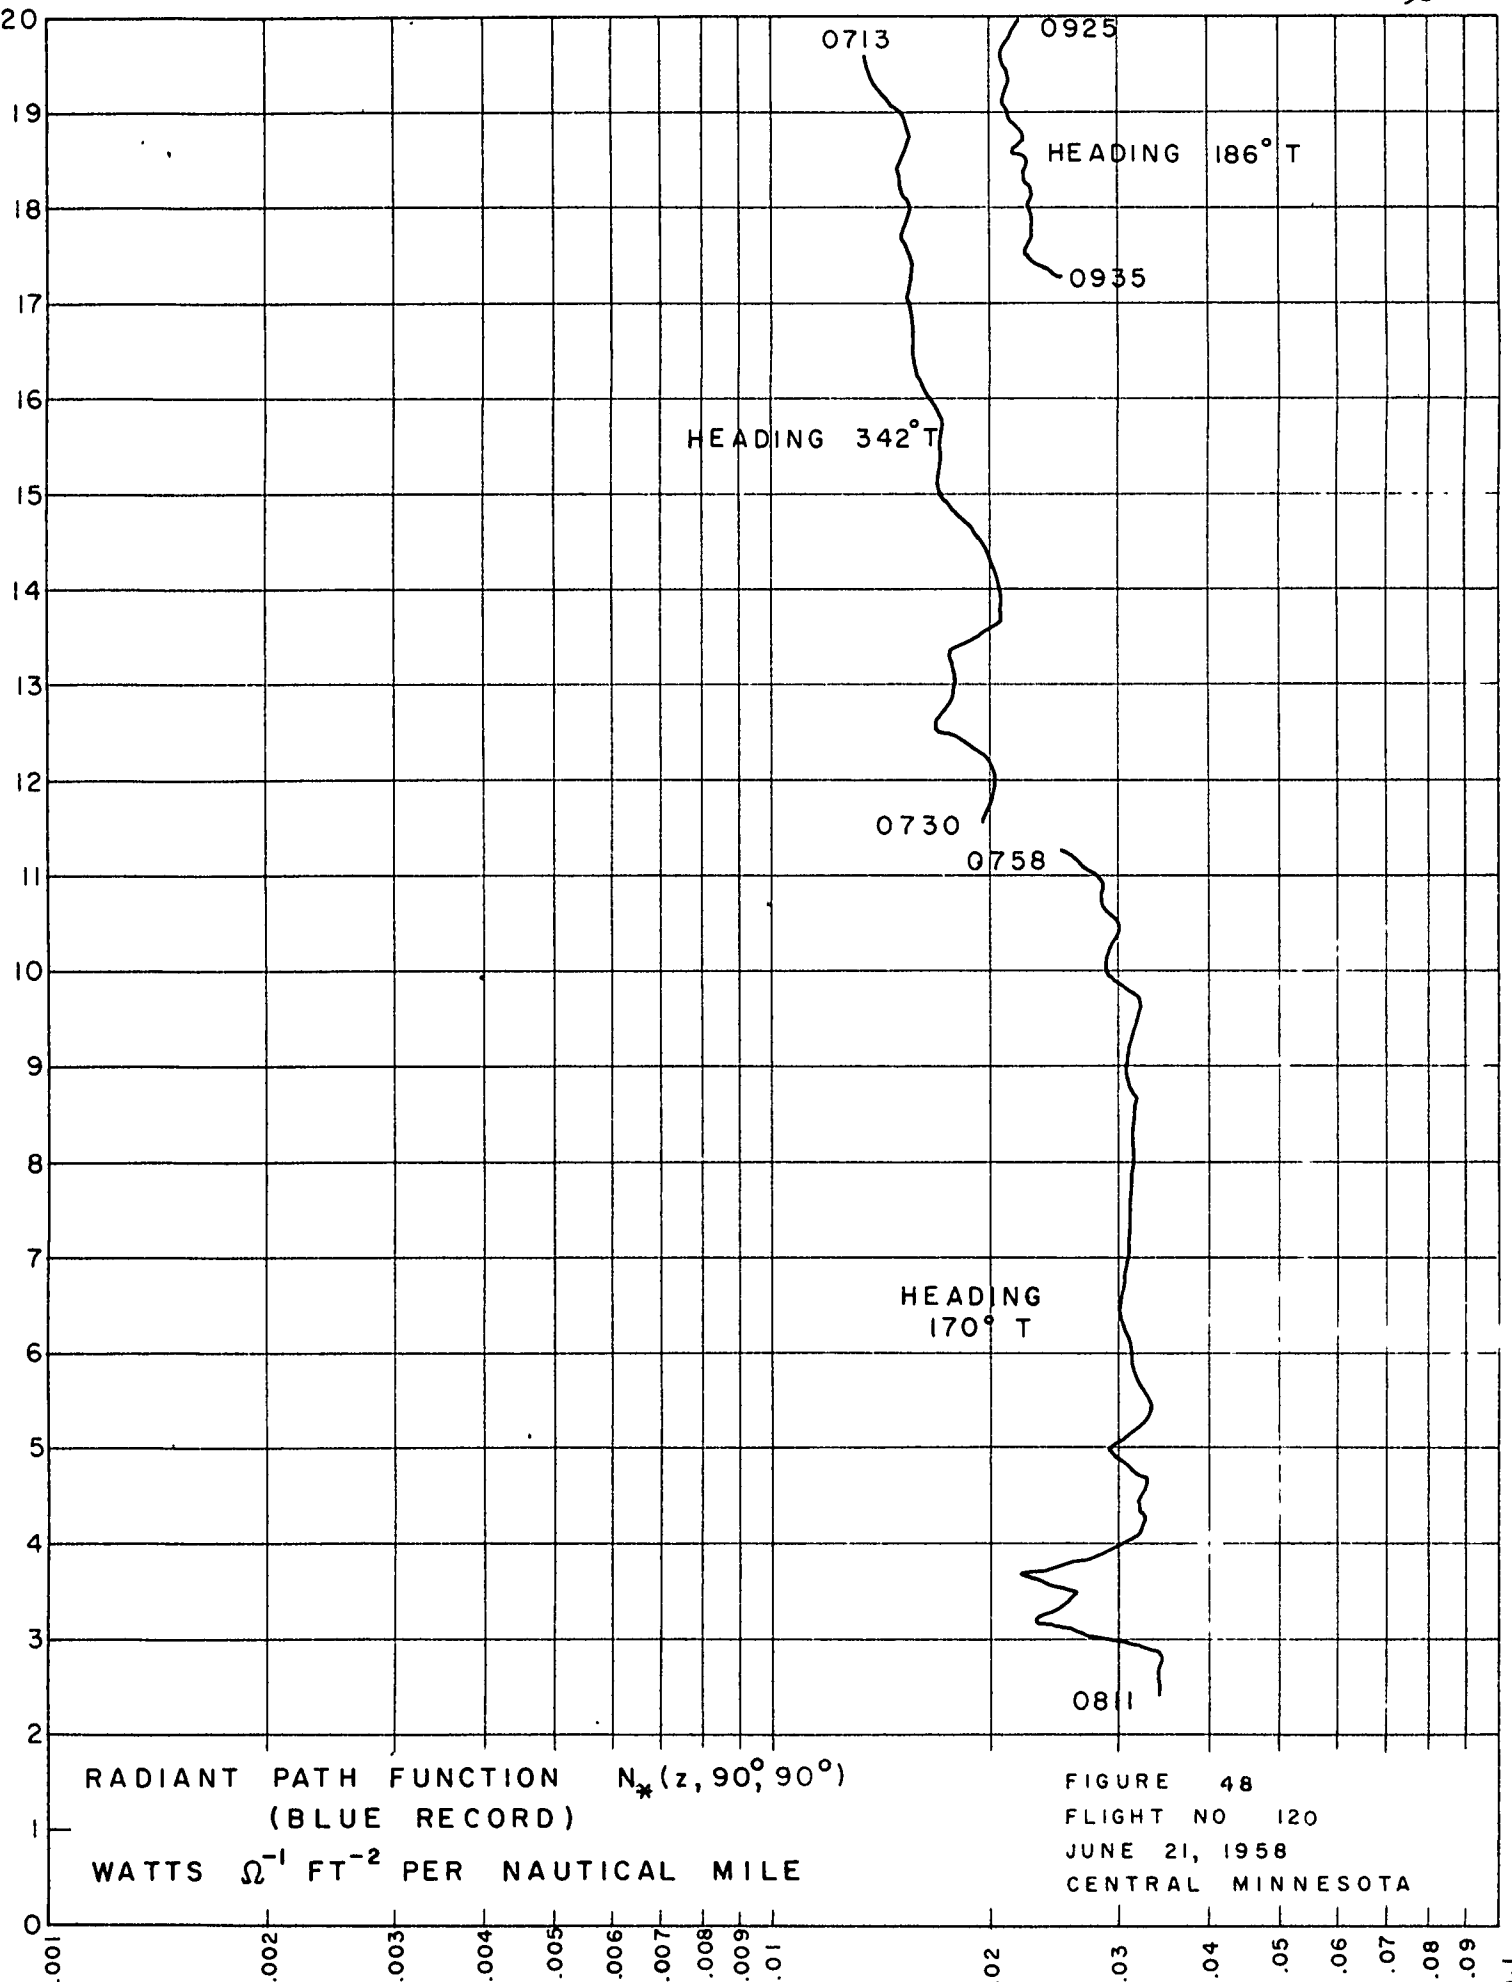 20
0713
0925
19
HEADING 186° T
18
0935
17
16
HEADING 342° T
15
14
13
12
0730
0758
11
10
9
8
7
HEADING
170° T
6
5
4
3
0811
2
RADIANT PATH FUNCTION N*(z, 90°, 90°)
(BLUE RECORD)
1
WATTS Ω⁻¹ FT⁻² PER NAUTICAL MILE
FIGURE 48
FLIGHT NO 120
JUNE 21, 1958
CENTRAL MINNESOTA
0
.001 .002 .003 .004 .005 .006 .007 .008 .009 .01 .02 .03 .04 .05 .06 .07 .08 .09